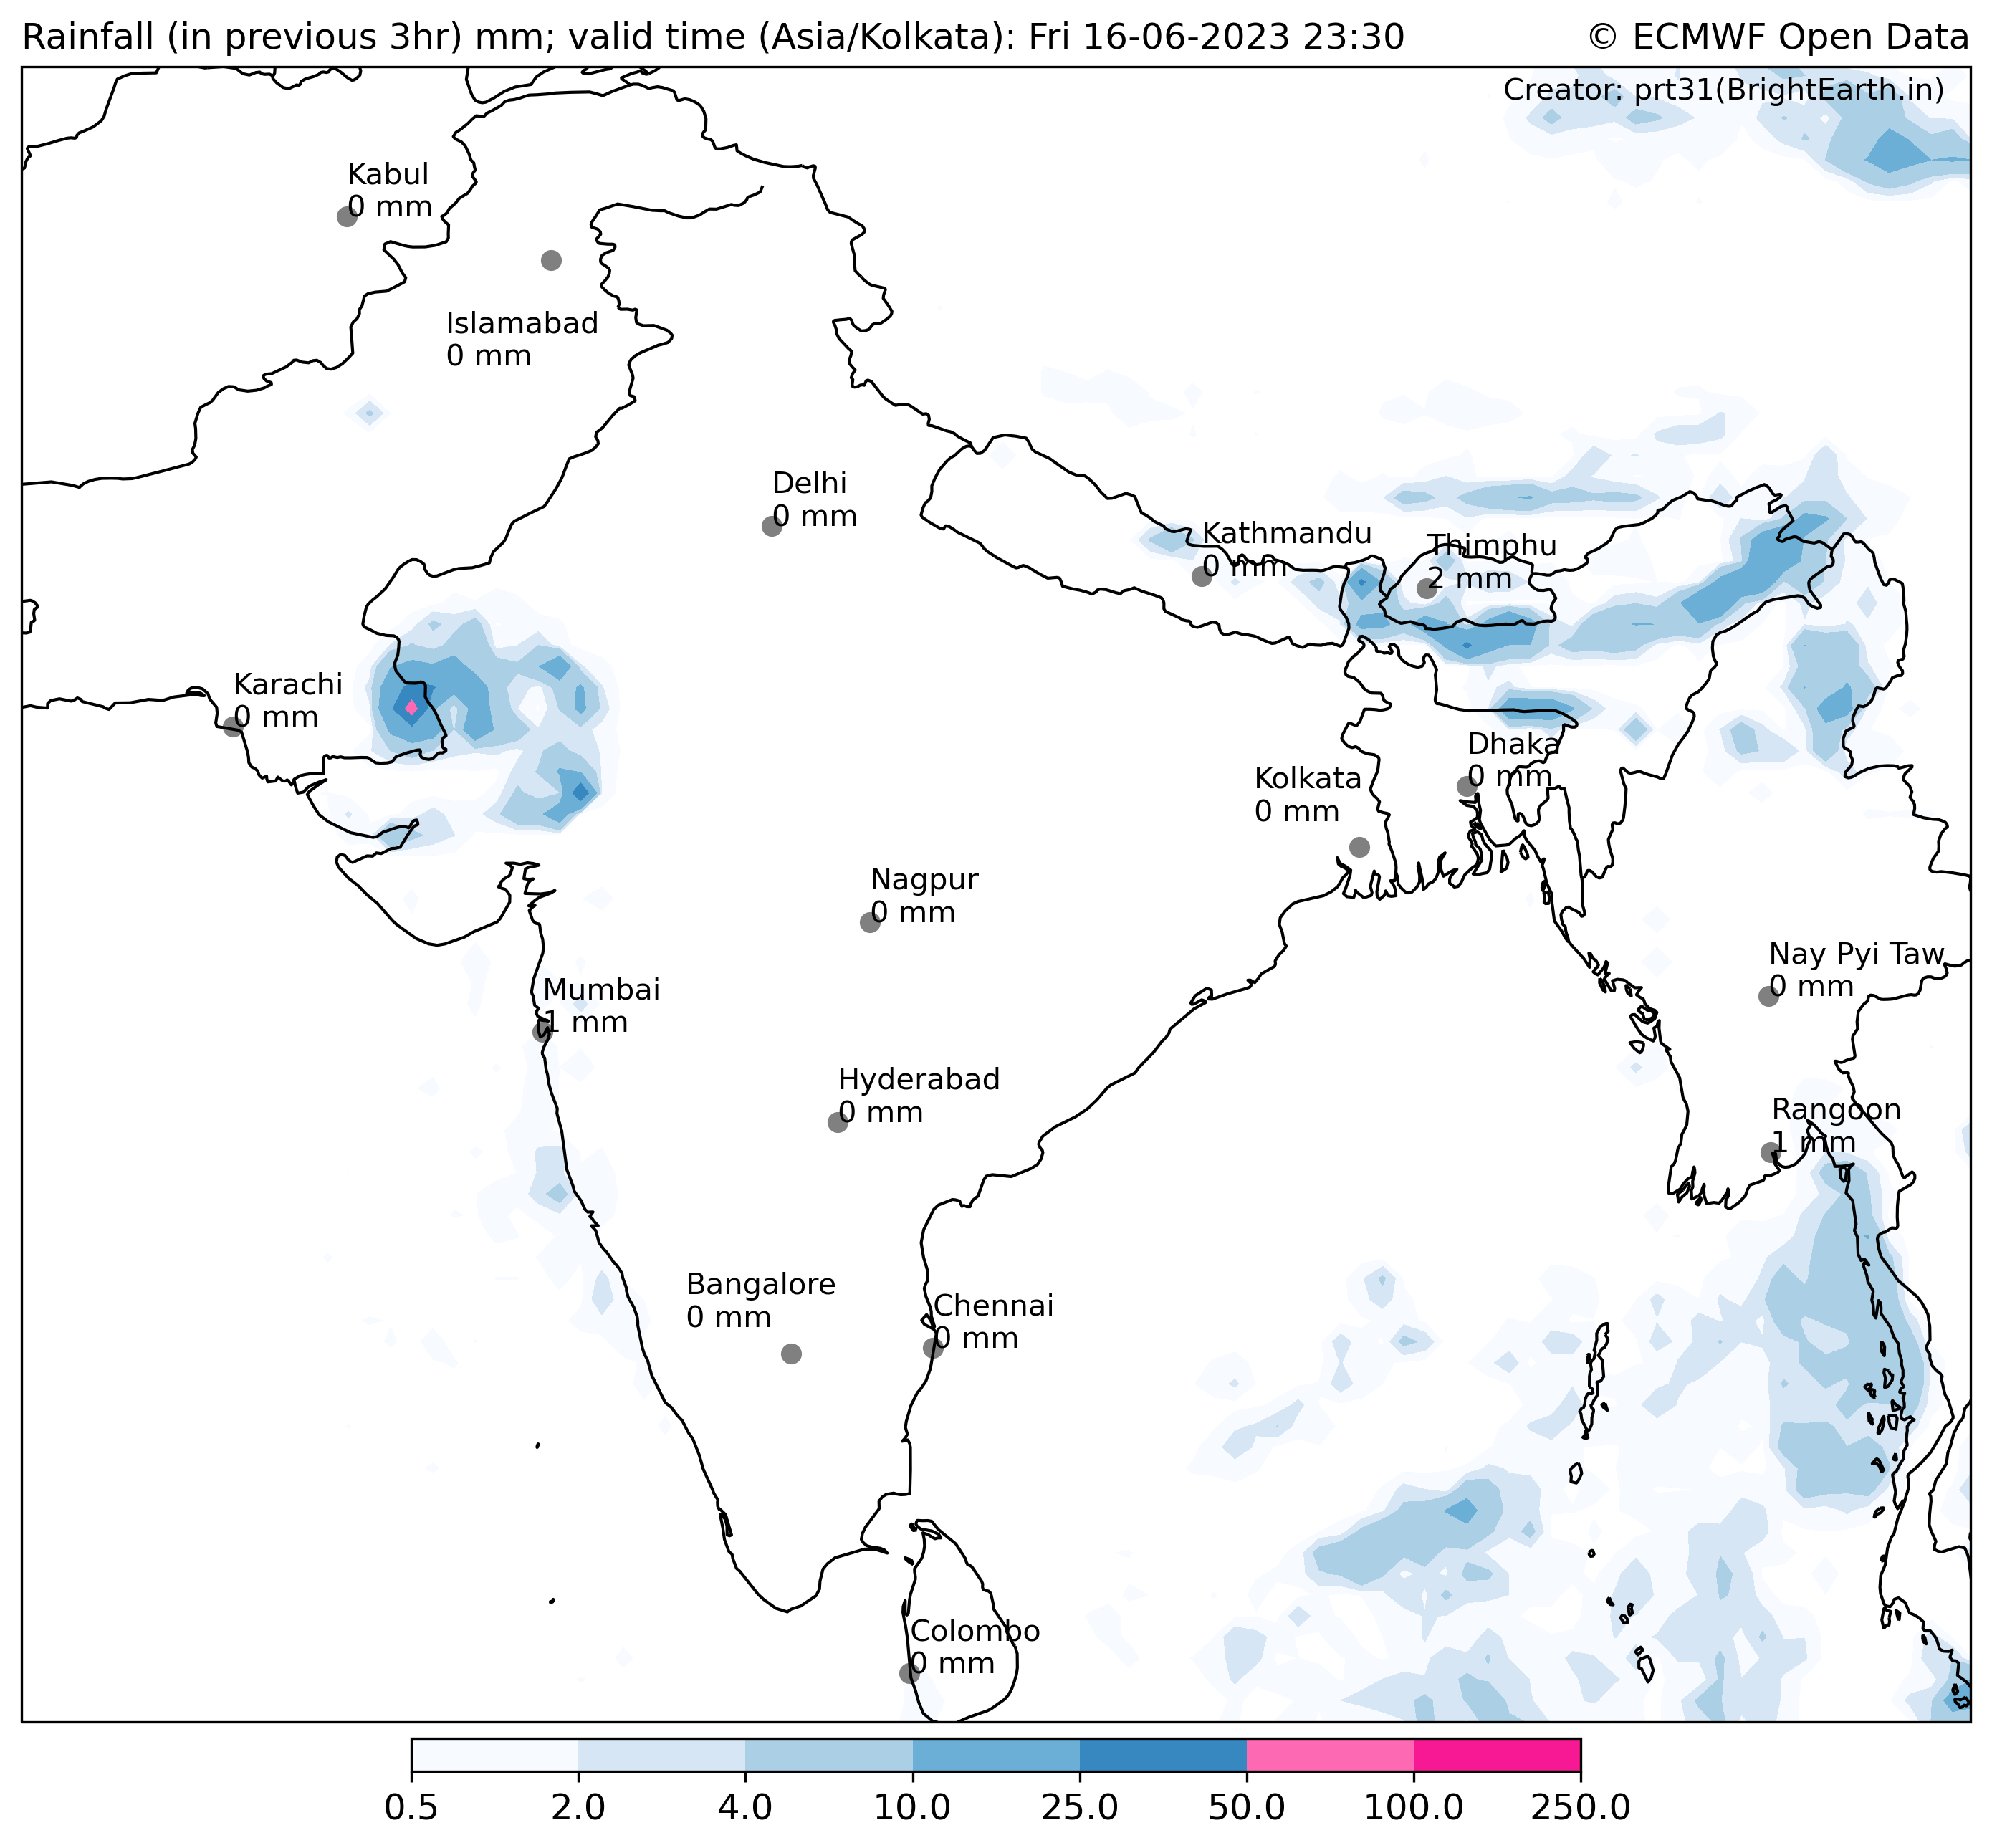 Rainfall (in previous 3hr) mm; valid time (Asia/Kolkata): Fri 16-06-2023 23:30
© ECMWF Open Data
Creator: prt31(BrightEarth.in)
Kabul
0 mm
Islamabad
0 mm
Delhi
0 mm
Kathmandu
0 mm
Thimphu
2 mm
Karachi
0 mm
Dhaka
0 mm
Kolkata
0 mm
Nagpur
0 mm
Nay Pyi Taw
0 mm
Mumbai
1 mm
Hyderabad
0 mm
Rangoon
1 mm
Bangalore
0 mm
Chennai
0 mm
Colombo
0 mm
0.5 2.0 4.0 10.0 25.0 50.0 100.0 250.0